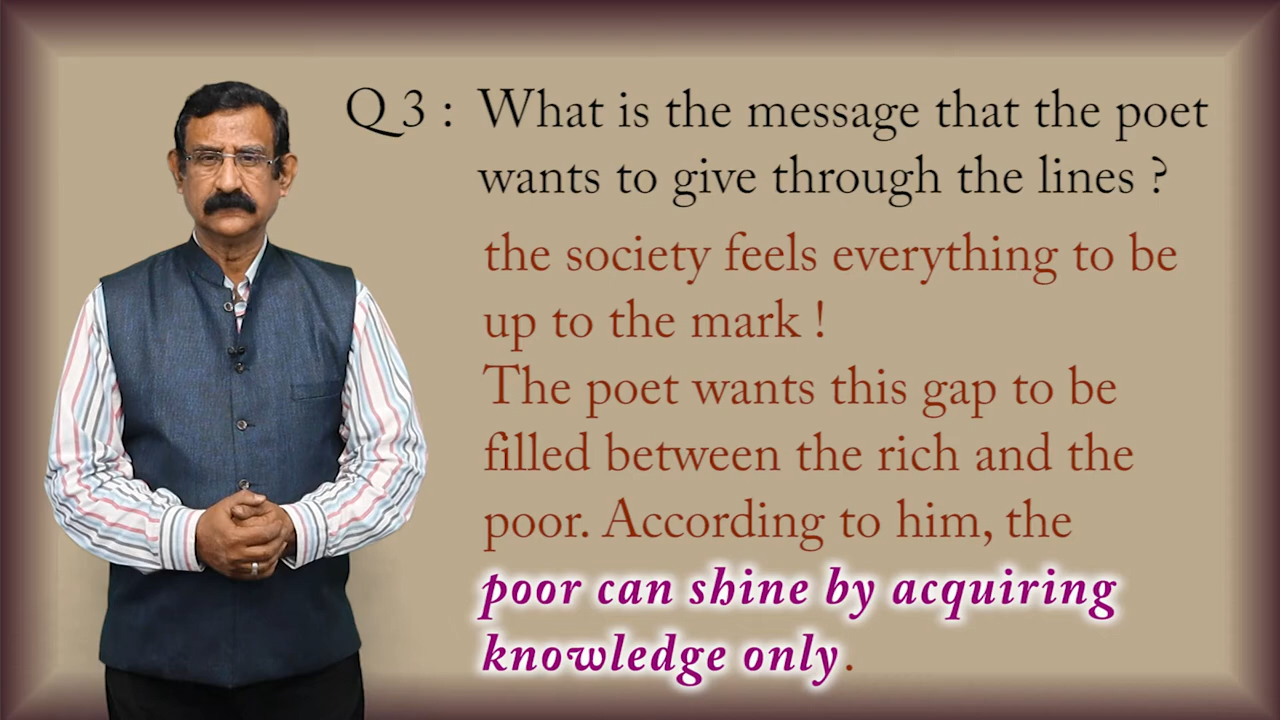 Q 3 : What is the message that the poet
wants to give through the lines ?
the society feels everything to be
up to the mark !
The poet wants this gap to be
filled between the rich and the
poor. According to him, the
poor can shine by acquiring
knowledge only.